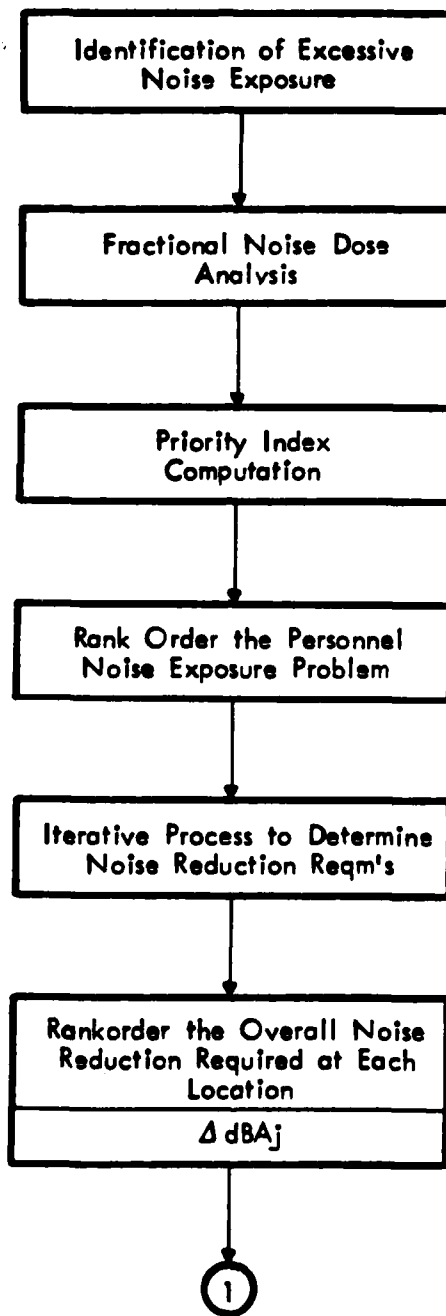 Identification of Excessive
Noise Exposure
Fractional Noise Dose
Analysis
Priority Index
Computation
Rank Order the Personnel
Noise Exposure Problem
Iterative Process to Determine
Noise Reduction Reqm's
Rankorder the Overall Noise
Reduction Required at Each
Location
Δ dBAj
1